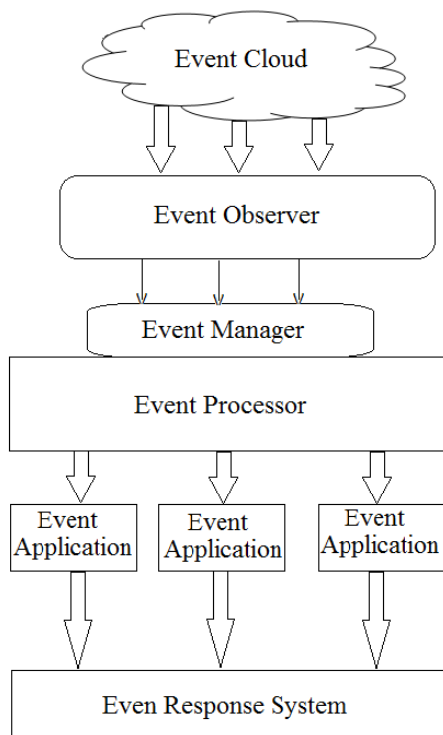 Event Cloud
Event Observer
Event Manager
Event Processor
Event
Application
Event
Application
Event
Application
Even Response System